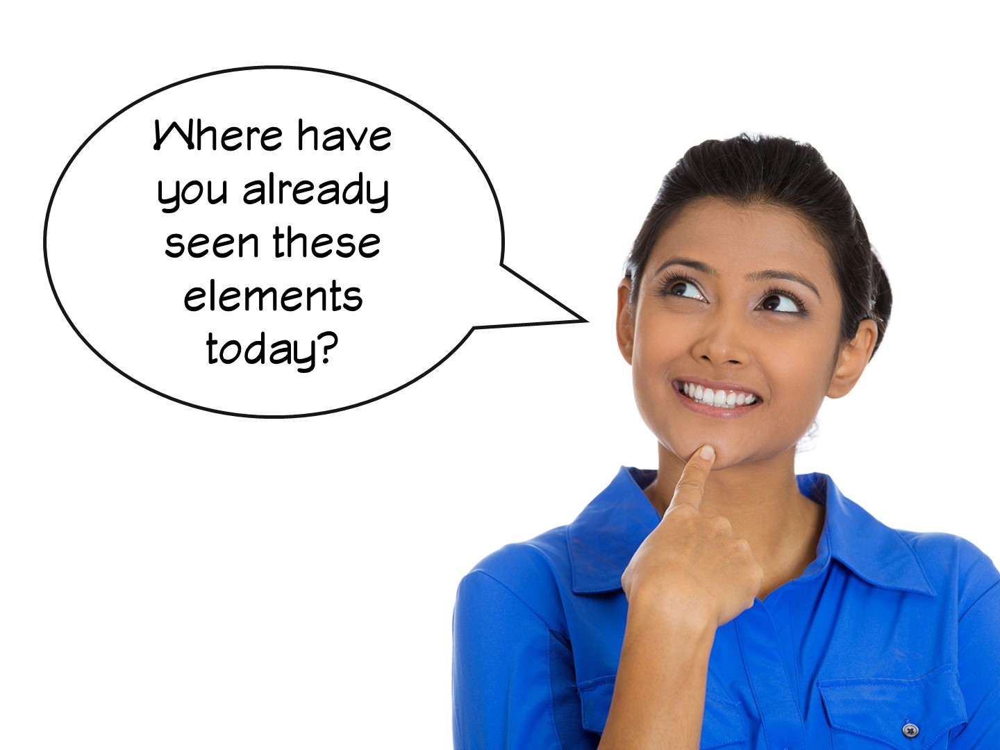 Where have
you already
seen these
elements
today?